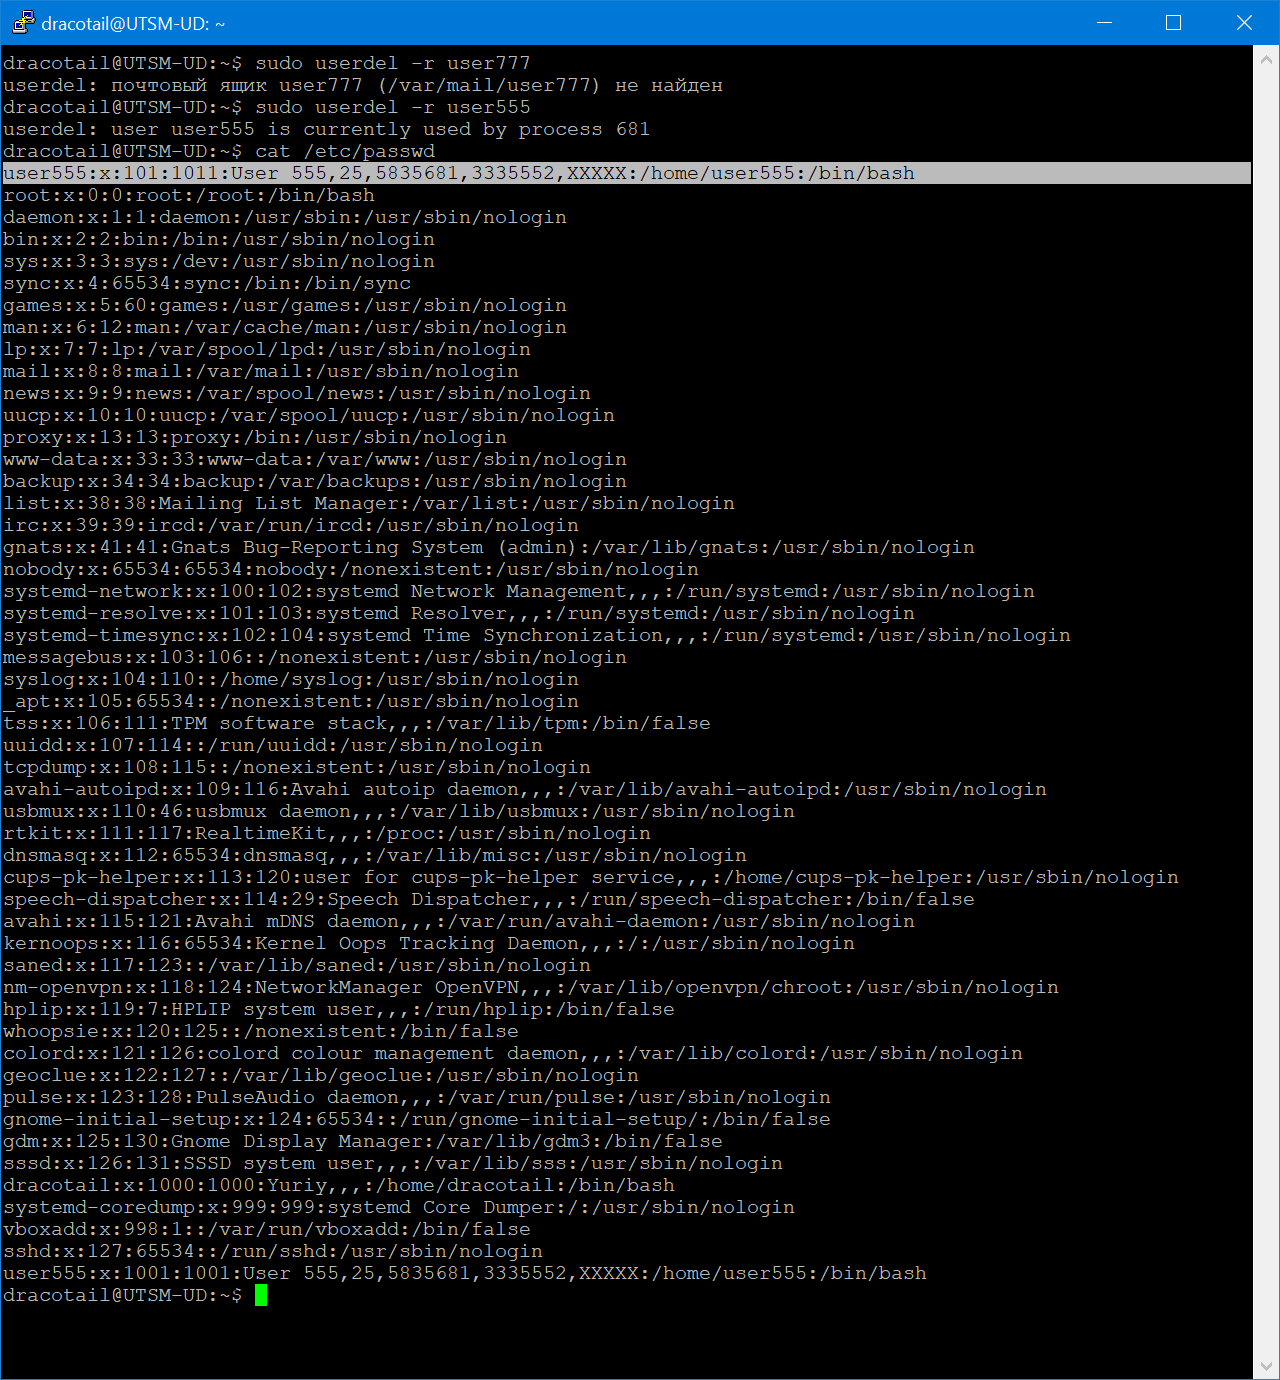 dracotail@UTSM-UD: ~
dracotail@UTSM-UD:~$ sudo userdel -r user777
userdel: почтовый ящик user777 (/var/mail/user777) не найден
dracotail@UTSM-UD:~$ sudo userdel -r user555
userdel: user user555 is currently used by process 681
dracotail@UTSM-UD:~$ cat /etc/passwd
user555:x:101:1011:User 555,25,5835681,3335552,XXXXX:/home/user555:/bin/bash
root:x:0:0:root:/root:/bin/bash
daemon:x:1:1:daemon:/usr/sbin:/usr/sbin/nologin
bin:x:2:2:bin:/bin:/usr/sbin/nologin
sys:x:3:3:sys:/dev:/usr/sbin/nologin
sync:x:4:65534:sync:/bin:/bin/sync
games:x:5:60:games:/usr/games:/usr/sbin/nologin
man:x:6:12:man:/var/cache/man:/usr/sbin/nologin
lp:x:7:7:lp:/var/spool/lpd:/usr/sbin/nologin
mail:x:8:8:mail:/var/mail:/usr/sbin/nologin
news:x:9:9:news:/var/spool/news:/usr/sbin/nologin
uucp:x:10:10:uucp:/var/spool/uucp:/usr/sbin/nologin
proxy:x:13:13:proxy:/bin:/usr/sbin/nologin
www-data:x:33:33:www-data:/var/www:/usr/sbin/nologin
backup:x:34:34:backup:/var/backups:/usr/sbin/nologin
list:x:38:38:Mailing List Manager:/var/list:/usr/sbin/nologin
irc:x:39:39:ircd:/var/run/ircd:/usr/sbin/nologin
gnats:x:41:41:Gnats Bug-Reporting System (admin):/var/lib/gnats:/usr/sbin/nologin
nobody:x:65534:65534:nobody:/nonexistent:/usr/sbin/nologin
systemd-network:x:100:102:systemd Network Management,,,:/run/systemd:/usr/sbin/nologin
systemd-resolve:x:101:103:systemd Resolver,,,:/run/systemd:/usr/sbin/nologin
systemd-timesync:x:102:104:systemd Time Synchronization,,,:/run/systemd:/usr/sbin/nologin
messagebus:x:103:106::/nonexistent:/usr/sbin/nologin
syslog:x:104:110::/home/syslog:/usr/sbin/nologin
_apt:x:105:65534::/nonexistent:/usr/sbin/nologin
tss:x:106:111:TPM software stack,,,:/var/lib/tpm:/bin/false
uuidd:x:107:114::/run/uuidd:/usr/sbin/nologin
tcpdump:x:108:115::/nonexistent:/usr/sbin/nologin
avahi-autoipd:x:109:116:Avahi autoip daemon,,,:/var/lib/avahi-autoipd:/usr/sbin/nologin
usbmux:x:110:46:usbmux daemon,,,:/var/lib/usbmux:/usr/sbin/nologin
rtkit:x:111:117:RealtimeKit,,,:/proc:/usr/sbin/nologin
dnsmasq:x:112:65534:dnsmasq,,,:/var/lib/misc:/usr/sbin/nologin
cups-pk-helper:x:113:120:user for cups-pk-helper service,,,:/home/cups-pk-helper:/usr/sbin/nologin
speech-dispatcher:x:114:29:Speech Dispatcher,,,:/run/speech-dispatcher:/bin/false
avahi:x:115:121:Avahi mDNS daemon,,,:/var/run/avahi-daemon:/usr/sbin/nologin
kernoops:x:116:65534:Kernel Oops Tracking Daemon,,,:/:/usr/sbin/nologin
saned:x:117:123::/var/lib/saned:/usr/sbin/nologin
nm-openvpn:x:118:124:NetworkManager OpenVPN,,,:/var/lib/openvpn/chroot:/usr/sbin/nologin
hplip:x:119:7:HPLIP system user,,,:/run/hplip:/bin/false
whoopsie:x:120:125::/nonexistent:/bin/false
colord:x:121:126:colord colour management daemon,,,:/var/lib/colord:/usr/sbin/nologin
geoclue:x:122:127::/var/lib/geoclue:/usr/sbin/nologin
pulse:x:123:128:PulseAudio daemon,,,:/var/run/pulse:/usr/sbin/nologin
gnome-initial-setup:x:124:65534::/run/gnome-initial-setup/:/bin/false
gdm:x:125:130:Gnome Display Manager:/var/lib/gdm3:/bin/false
sssd:x:126:131:SSSD system user,,,:/var/lib/sss:/usr/sbin/nologin
dracotail:x:1000:1000:Yuriy,,,:/home/dracotail:/bin/bash
systemd-coredump:x:999:999:systemd Core Dumper:/:/usr/sbin/nologin
vboxadd:x:998:1::/var/run/vboxadd:/bin/false
sshd:x:127:65534::/run/sshd:/usr/sbin/nologin
user555:x:1001:1001:User 555,25,5835681,3335552,XXXXX:/home/user555:/bin/bash
dracotail@UTSM-UD:~$